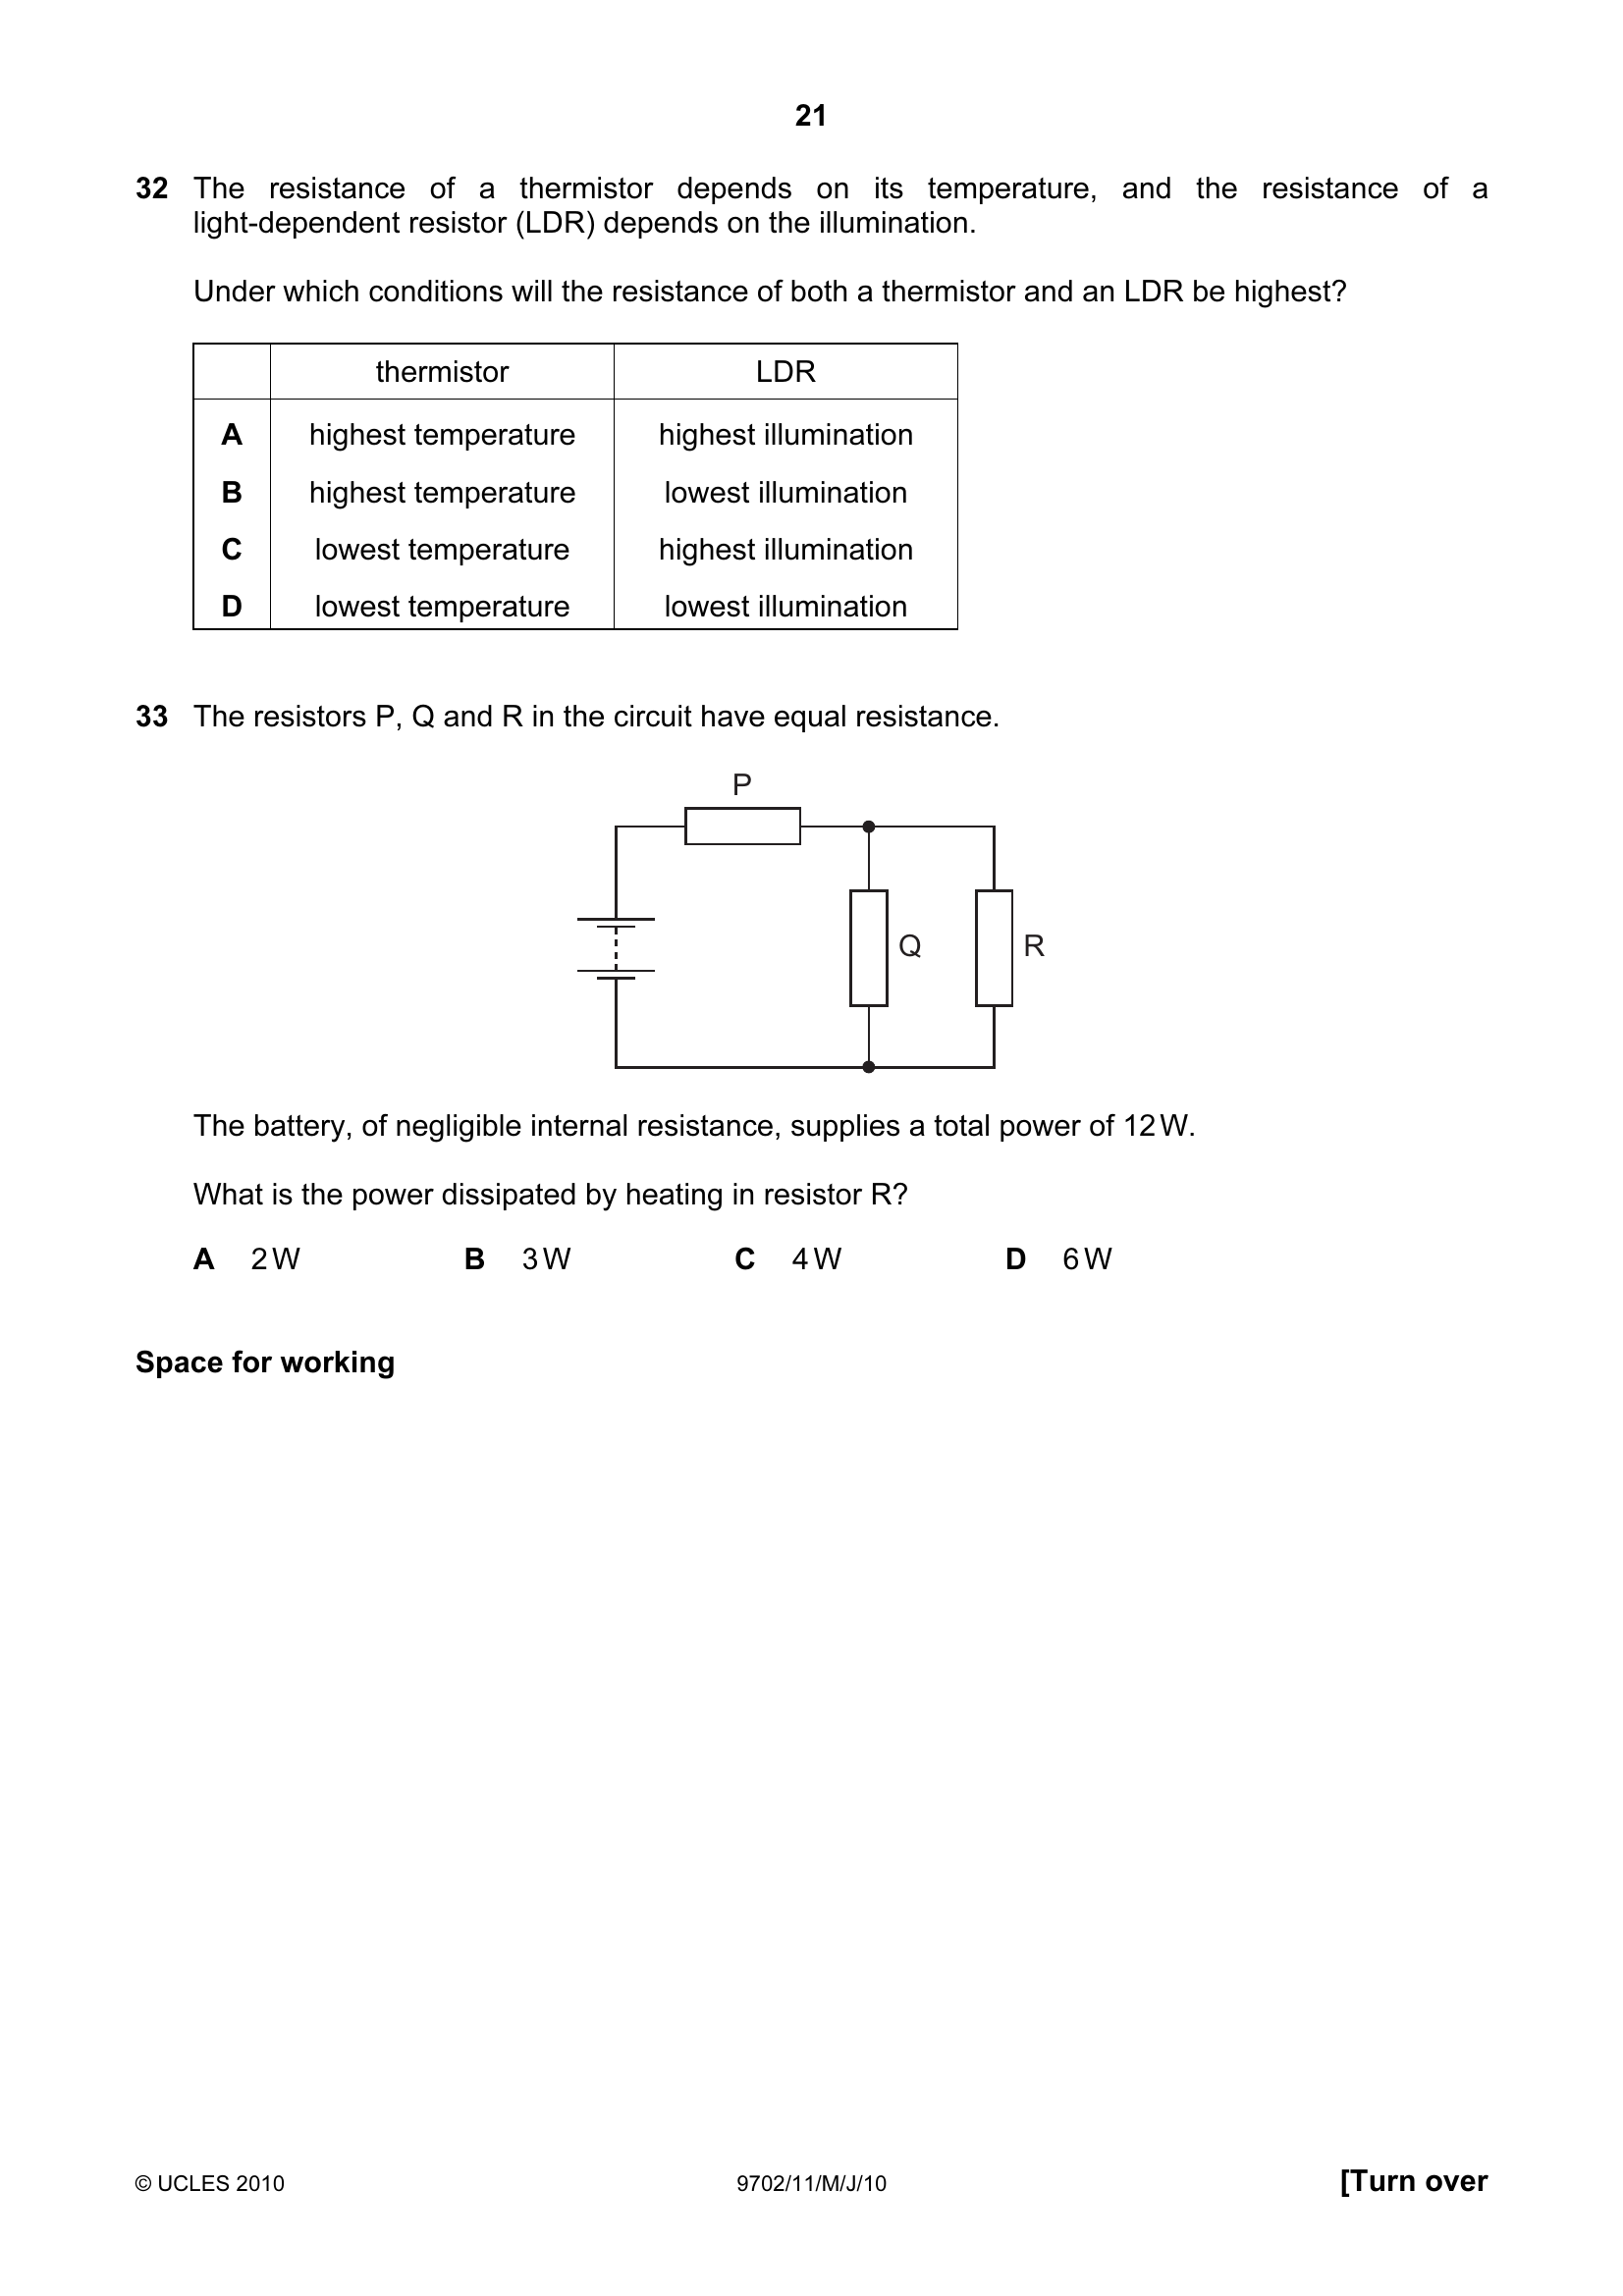 21
32 The resistance of a thermistor depends on its temperature, and the resistance of a
light-dependent resistor (LDR) depends on the illumination.
Under which conditions will the resistance of both a thermistor and an LDR be highest?
thermistor LDR
A highest temperature highest illumination
B highest temperature lowest illumination
C lowest temperature highest illumination
D lowest temperature lowest illumination
33 The resistors P, Q and R in the circuit have equal resistance.
P
Q R
The battery, of negligible internal resistance, supplies a total power of 12 W.
What is the power dissipated by heating in resistor R?
A 2 W B 3 W C 4 W D 6 W
Space for working
© UCLES 2010 9702/11/M/J/10 [Turn over